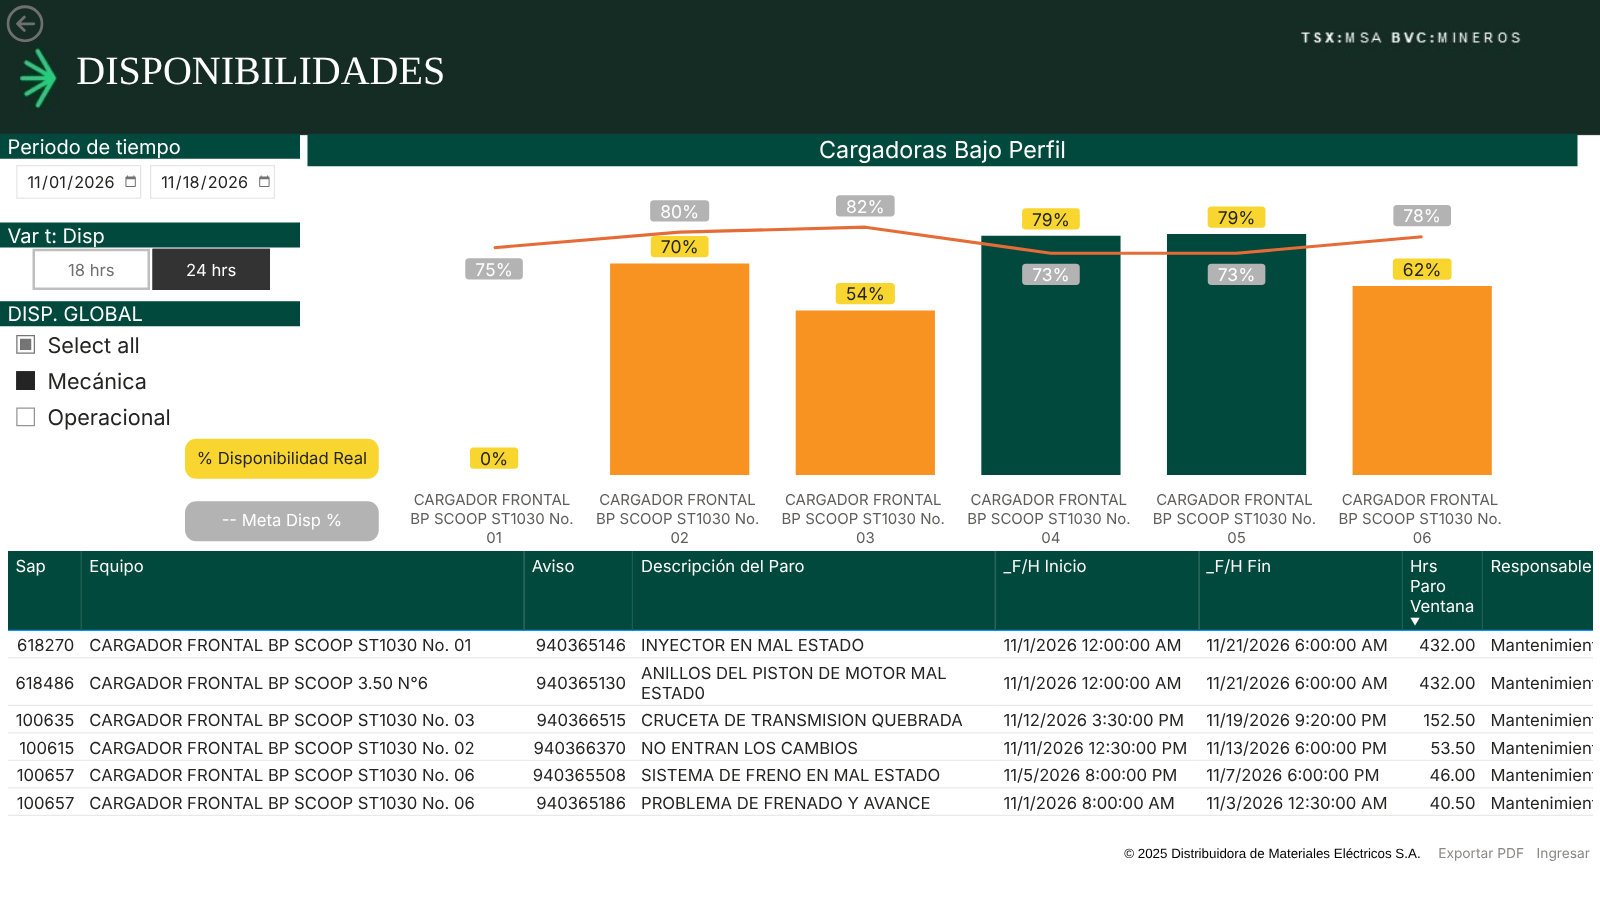 TSX:MSA BVC:MINEROS
DISPONIBILIDADES
Periodo de tiempo
11/01/2026 11/18/2026
Var t: Disp
18 hrs 24 hrs
DISP. GLOBAL
Select all
Mecánica
Operacional
% Disponibilidad Real
-- Meta Disp %
Cargadoras Bajo Perfil
75% 80% 82% 73% 73% 78%
0% 70% 54% 79% 79% 62%
CARGADOR FRONTAL BP SCOOP ST1030 No. 01
CARGADOR FRONTAL BP SCOOP ST1030 No. 02
CARGADOR FRONTAL BP SCOOP ST1030 No. 03
CARGADOR FRONTAL BP SCOOP ST1030 No. 04
CARGADOR FRONTAL BP SCOOP ST1030 No. 05
CARGADOR FRONTAL BP SCOOP ST1030 No. 06
Sap Equipo Aviso Descripción del Paro _F/H Inicio _F/H Fin Hrs Paro Ventana Responsable
618270 CARGADOR FRONTAL BP SCOOP ST1030 No. 01 940365146 INYECTOR EN MAL ESTADO 11/1/2026 12:00:00 AM 11/21/2026 6:00:00 AM 432.00 Mantenimien
618486 CARGADOR FRONTAL BP SCOOP 3.50 N°6 940365130 ANILLOS DEL PISTON DE MOTOR MAL ESTAD0 11/1/2026 12:00:00 AM 11/21/2026 6:00:00 AM 432.00 Mantenimien
100635 CARGADOR FRONTAL BP SCOOP ST1030 No. 03 940366515 CRUCETA DE TRANSMISION QUEBRADA 11/12/2026 3:30:00 PM 11/19/2026 9:20:00 PM 152.50 Mantenimien
100615 CARGADOR FRONTAL BP SCOOP ST1030 No. 02 940366370 NO ENTRAN LOS CAMBIOS 11/11/2026 12:30:00 PM 11/13/2026 6:00:00 PM 53.50 Mantenimien
100657 CARGADOR FRONTAL BP SCOOP ST1030 No. 06 940365508 SISTEMA DE FRENO EN MAL ESTADO 11/5/2026 8:00:00 PM 11/7/2026 6:00:00 PM 46.00 Mantenimien
100657 CARGADOR FRONTAL BP SCOOP ST1030 No. 06 940365186 PROBLEMA DE FRENADO Y AVANCE 11/1/2026 8:00:00 AM 11/3/2026 12:30:00 AM 40.50 Mantenimien
© 2025 Distribuidora de Materiales Eléctricos S.A. Exportar PDF Ingresar